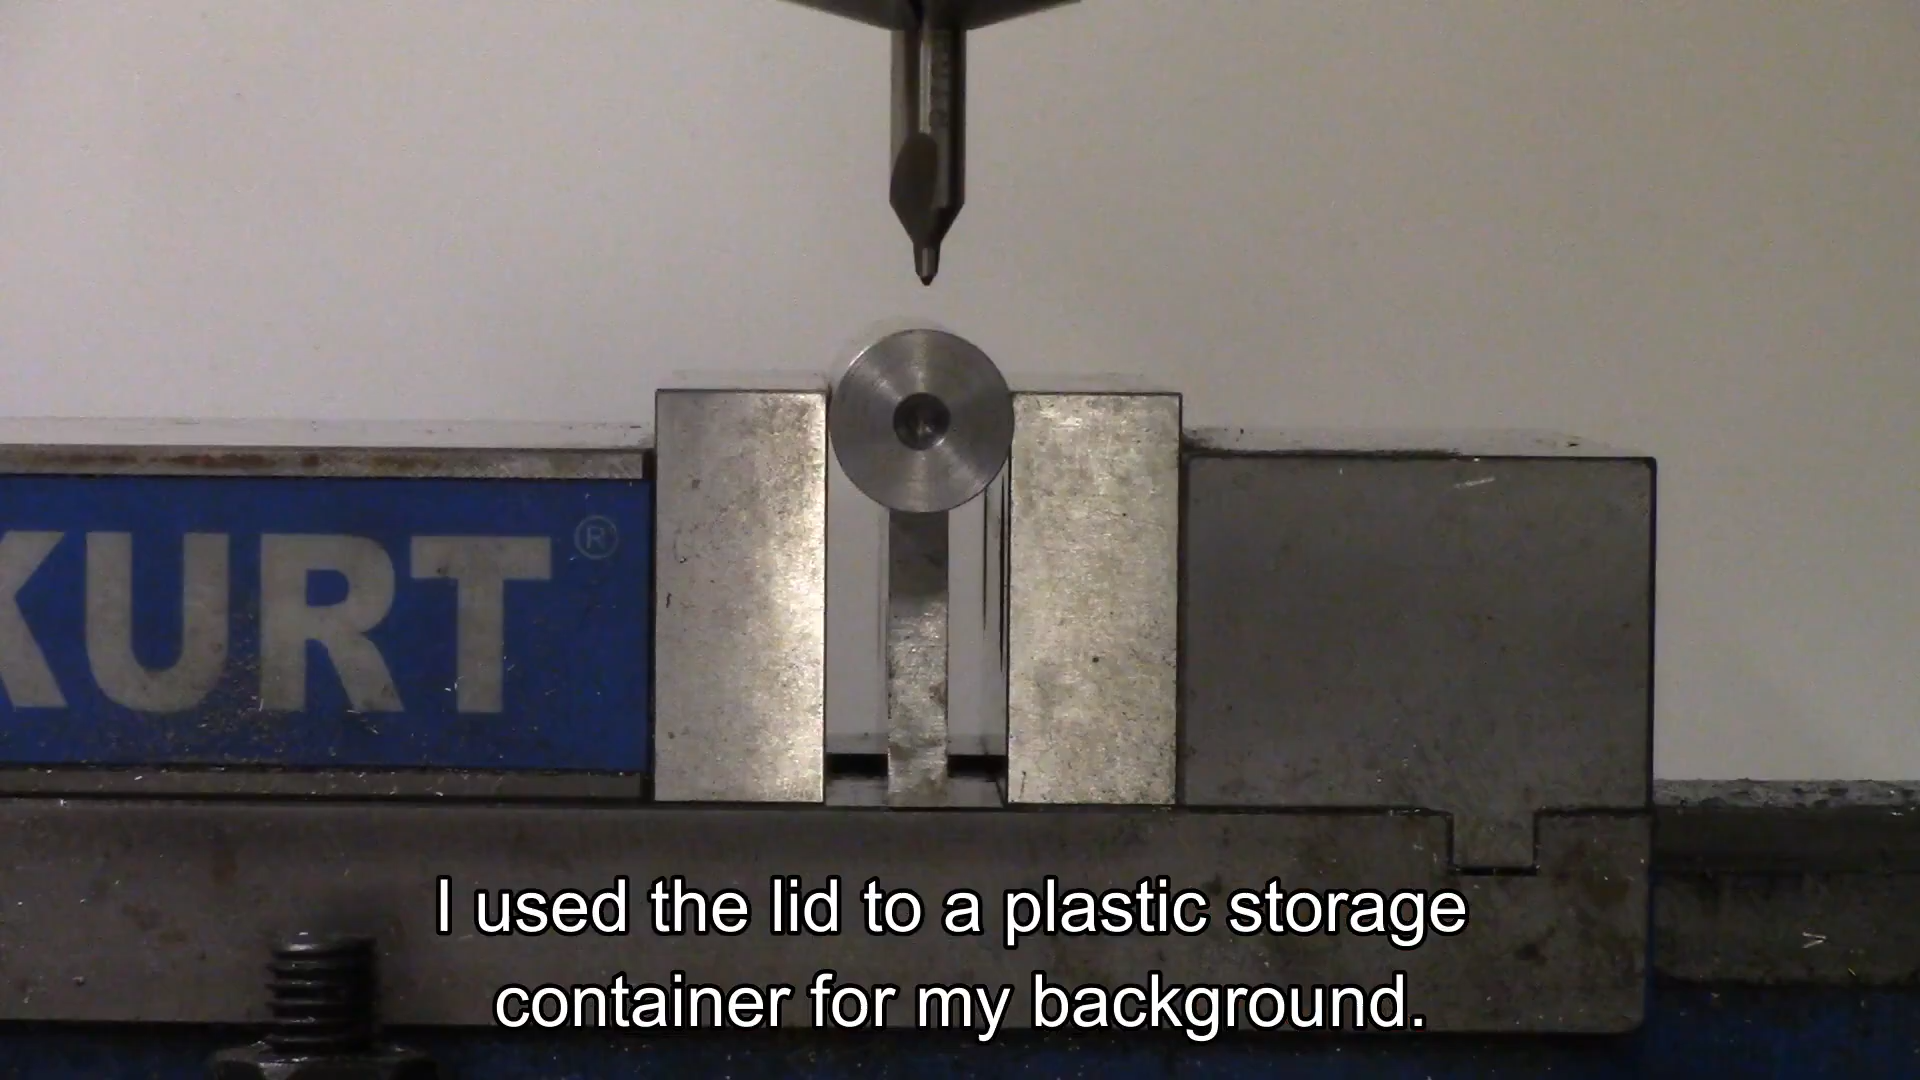 KURT®
I used the lid to a plastic storage
container for my background.